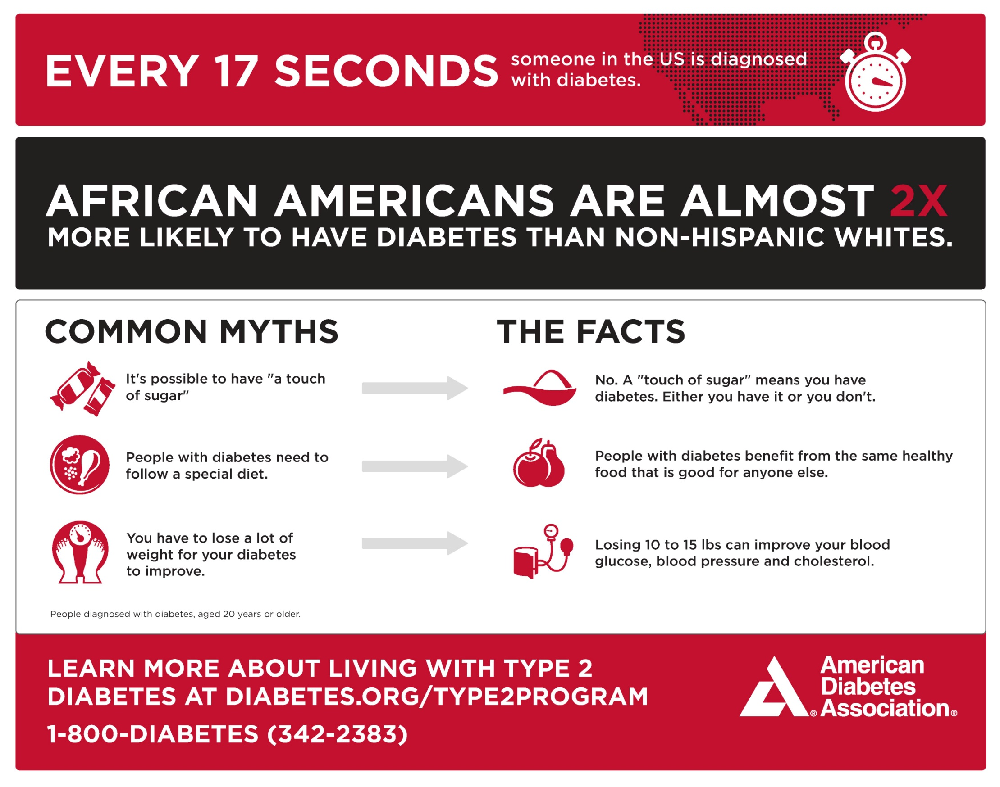 EVERY 17 SECONDS
someone in the US is diagnosed
with diabetes.
AFRICAN AMERICANS ARE ALMOST 2X
MORE LIKELY TO HAVE DIABETES THAN NON-HISPANIC WHITES.
COMMON MYTHS
THE FACTS
It's possible to have "a touch
of sugar"
No. A "touch of sugar" means you have
diabetes. Either you have it or you don't.
People with diabetes need to
follow a special diet.
People with diabetes benefit from the same healthy
food that is good for anyone else.
You have to lose a lot of
weight for your diabetes
to improve.
Losing 10 to 15 lbs can improve your blood
glucose, blood pressure and cholesterol.
People diagnosed with diabetes, aged 20 years or older.
LEARN MORE ABOUT LIVING WITH TYPE 2
DIABETES AT DIABETES.ORG/TYPE2PROGRAM
1-800-DIABETES (342-2383)
American
Diabetes
® Association®